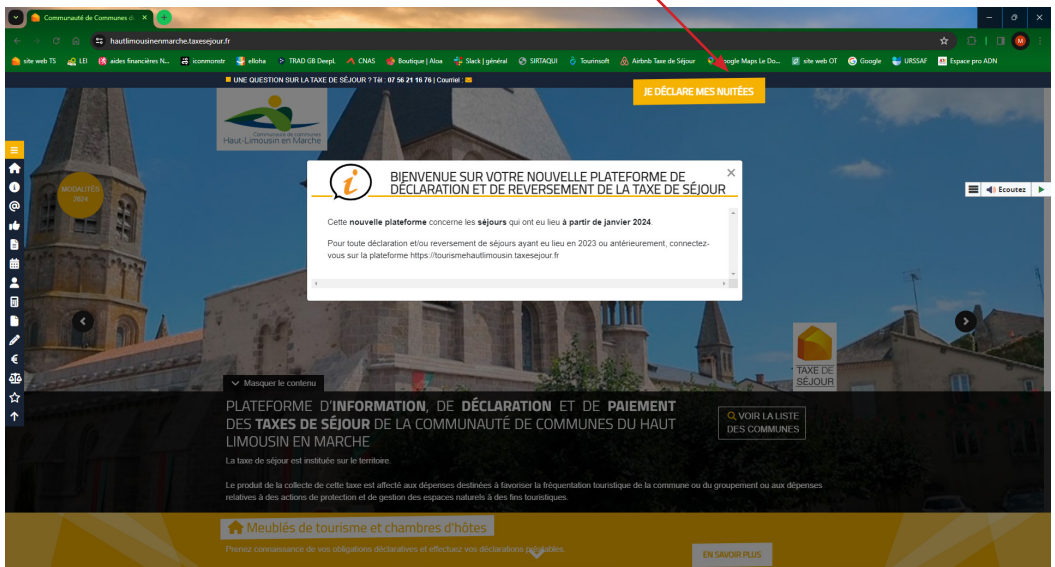 Communauté de Communes d
hautlimousinenmarche.taxesejour.fr
site web TS LEI aides financières N... iconmonstr elloha TRAD GB DeepL CNAS Boutique | Aloa Slack | général SIRTAQUI Tourinsoft Airbnb Taxe de Séjour Google Maps Le Do... site web OT Google URSSAF Espace pro ADN
UNE QUESTION SUR LA TAXE DE SÉJOUR ? Tél : 07 56 21 16 76 | Courriel :
JE DÉCLARE MES NUITÉES
Communauté de communes
Haut-Limousin en Marche
MODALITÉS
2024
BIENVENUE SUR VOTRE NOUVELLE PLATEFORME DE
DÉCLARATION ET DE REVERSEMENT DE LA TAXE DE SÉJOUR
Ecoutez
Cette nouvelle plateforme concerne les séjours qui ont eu lieu à partir de janvier 2024.
Pour toute déclaration et/ou reversement de séjours ayant eu lieu en 2023 ou antérieurement, connectez-
vous sur la plateforme https://tourismehautlimousin.taxesejour.fr
TAXE DE
SÉJOUR
Masquer le contenu
PLATEFORME D'INFORMATION, DE DÉCLARATION ET DE PAIEMENT
DES TAXES DE SÉJOUR DE LA COMMUNAUTÉ DE COMMUNES DU HAUT
LIMOUSIN EN MARCHE
VOIR LA LISTE
DES COMMUNES
La taxe de séjour est instituée sur le territoire.
Le produit de la collecte de cette taxe est affecté aux dépenses destinées à favoriser la fréquentation touristique de la commune ou du groupement ou aux dépenses
relatives à des actions de protection et de gestion des espaces naturels à des fins touristiques.
Meublés de tourisme et chambres d'hôtes
Prenez connaissance de vos obligations déclaratives et effectuez vos déclarations préalables.
EN SAVOIR PLUS